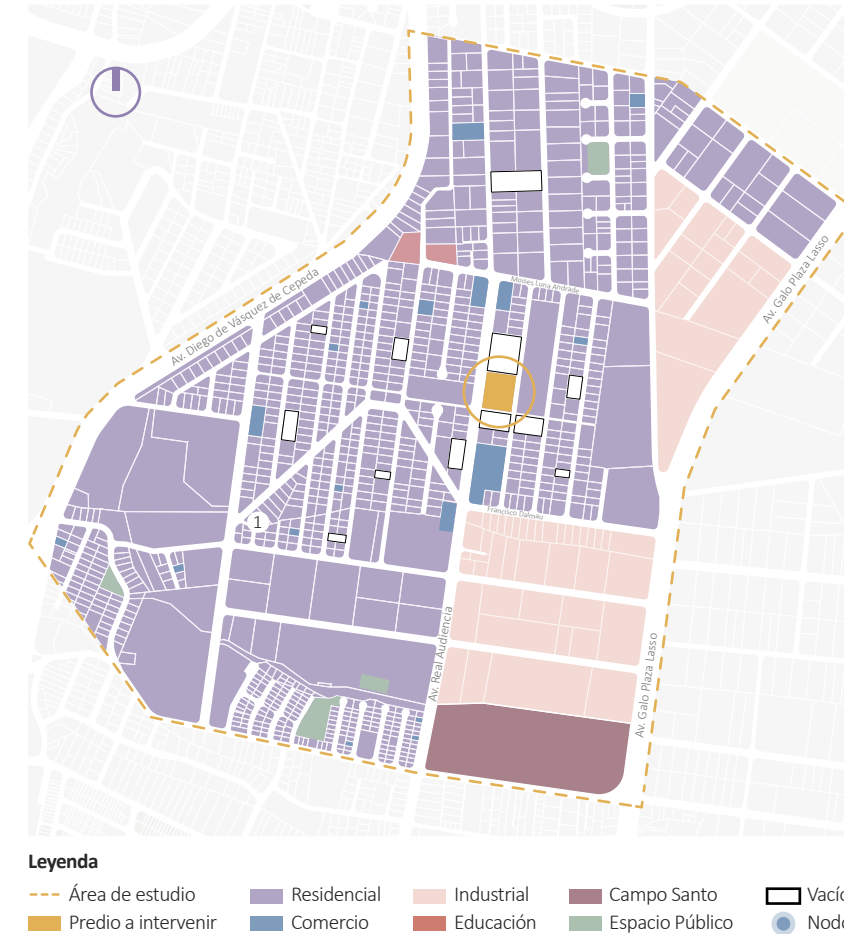 Moises Luna Andrade
Av. Galo Plaza Lasso
Av. Diego de Vásquez de Cepeda
1
Francisco Dalmau
Av. Real Audiencia
Av. Galo Plaza Lasso
Leyenda
Área de estudio
Residencial
Industrial
Campo Santo
Predio a intervenir
Comercio
Educación
Espacio Público